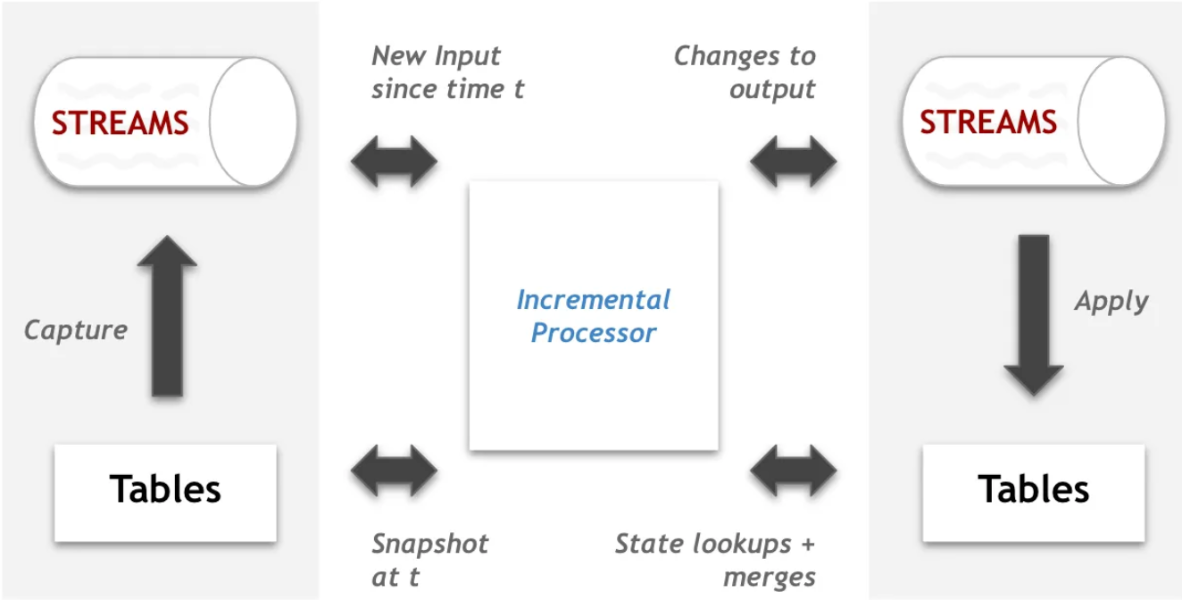 New Input
since time t
Changes to
output
STREAMS
STREAMS
Capture
Incremental
Processor
Apply
Tables
Tables
Snapshot
at t
State lookups +
merges